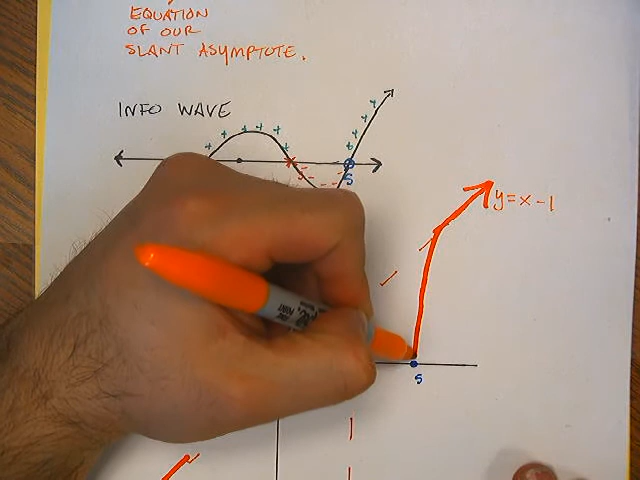 EQUATION
OF OUR
SLANT ASYMPTOTE.
INFO WAVE
+ + + + + +
+ + + +
- - -
5
y=x-1
5